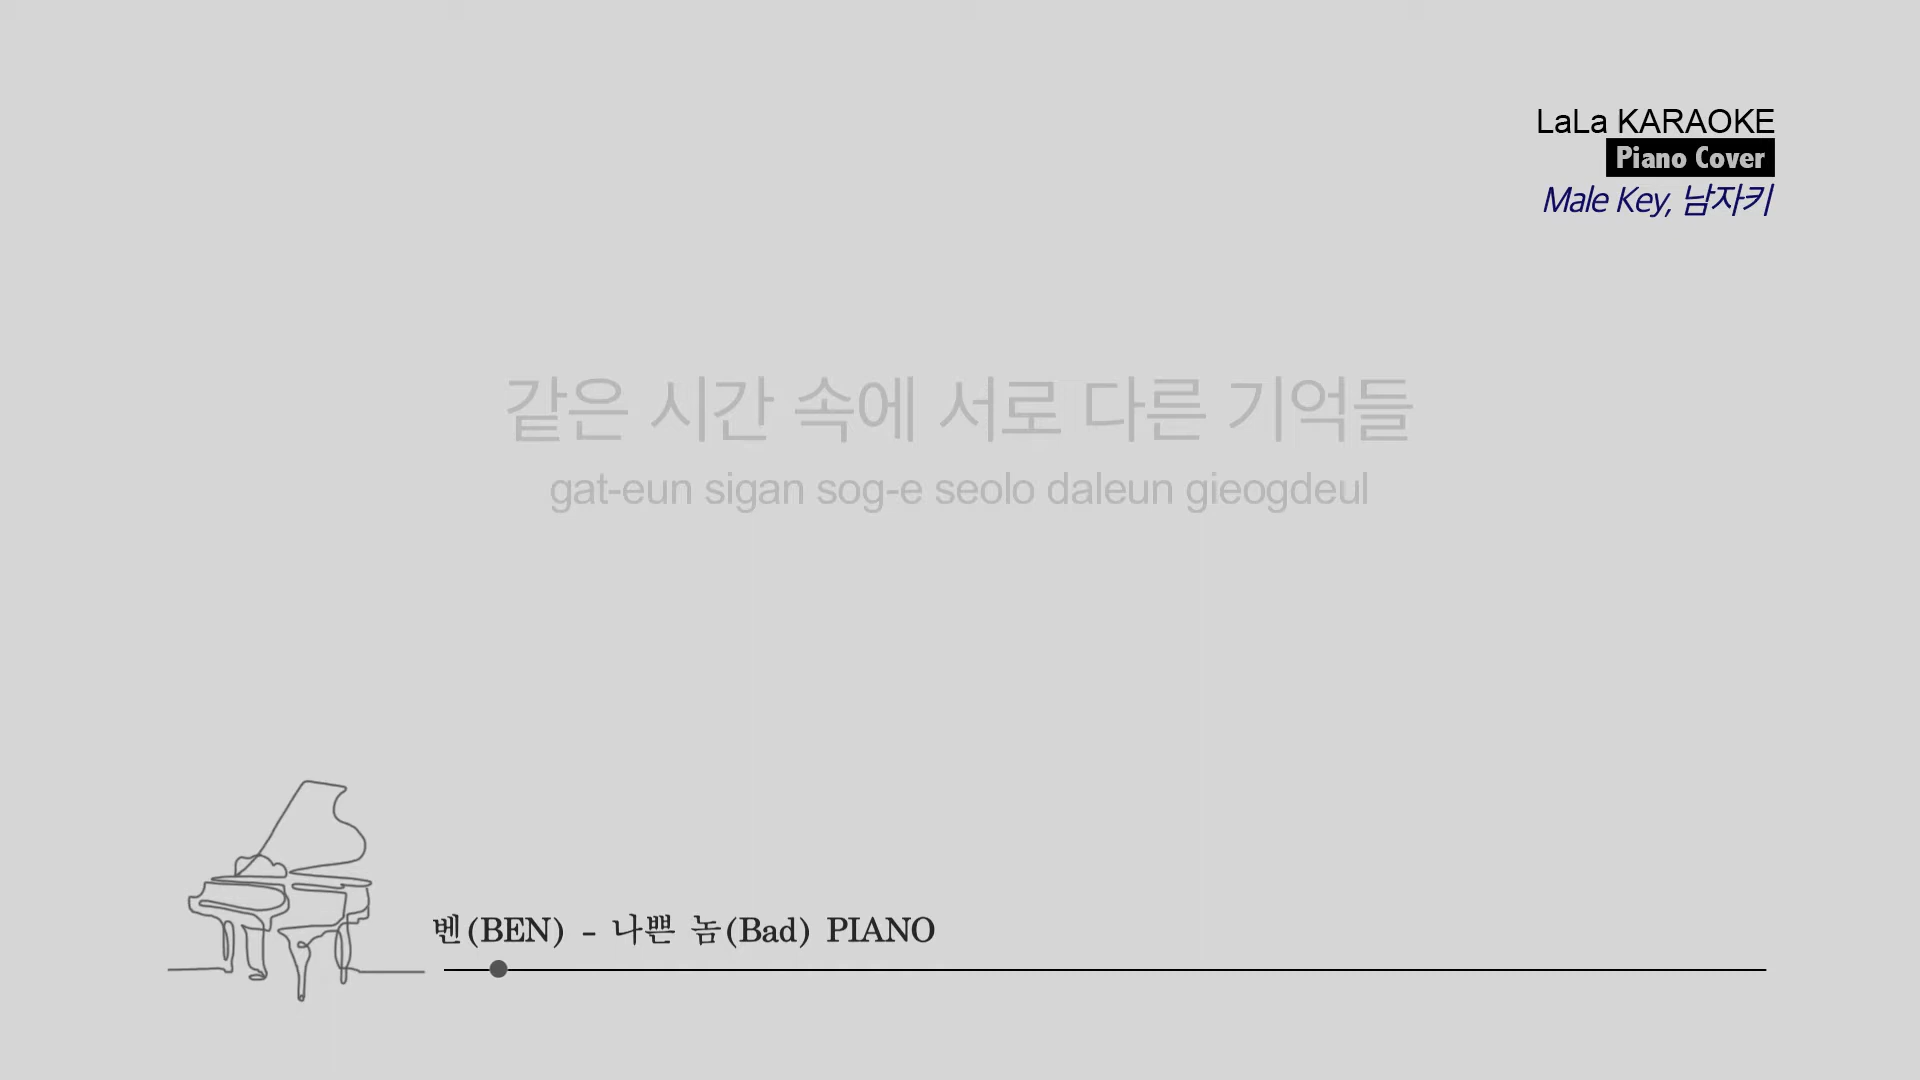 LaLa KARAOKE
Piano Cover
Male Key, 남자키
같은 시간 속에 서로 다른 기억들
gat-eun sigan sog-e seolo daleun gieogdeul
벤(BEN) - 나쁜 놈(Bad) PIANO